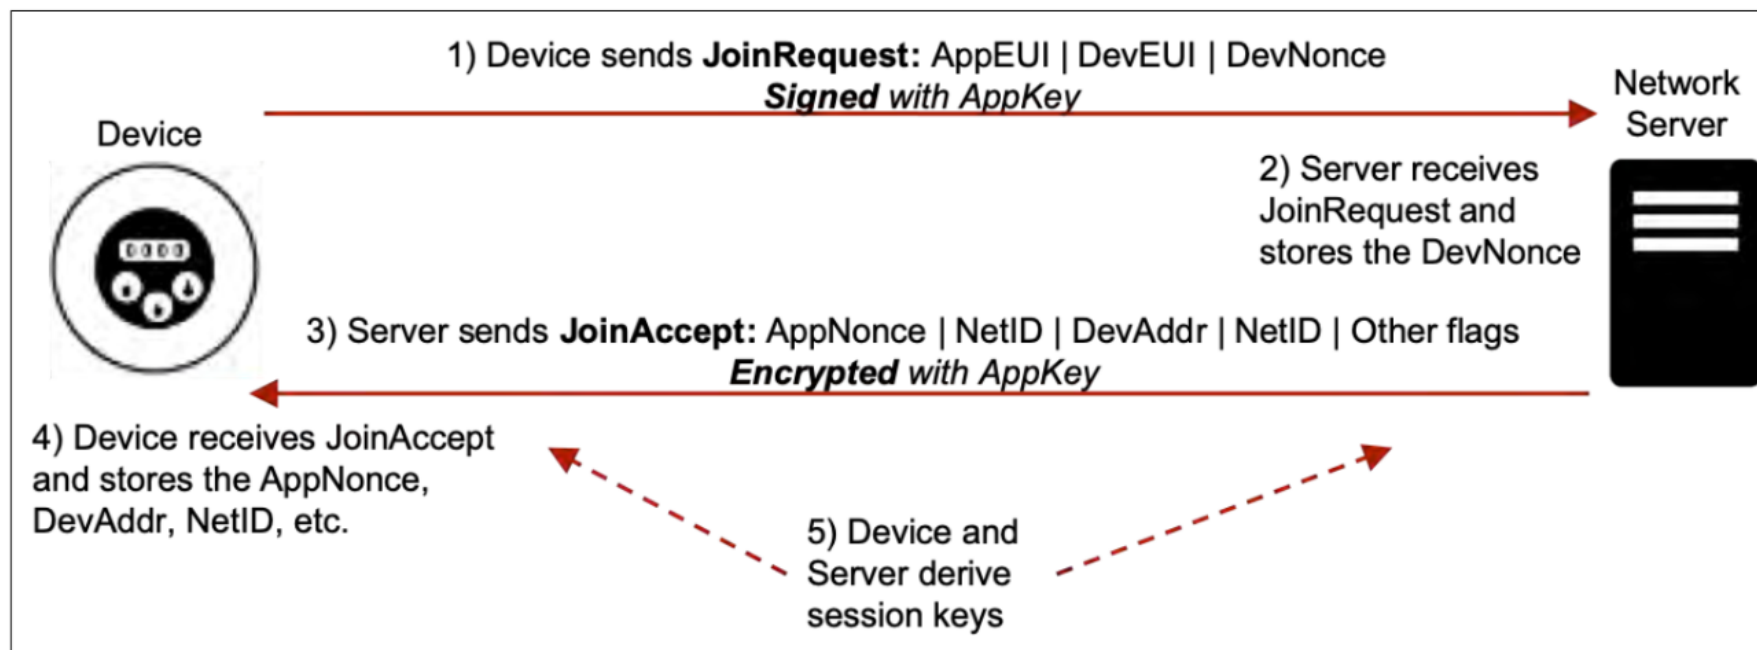 1) Device sends JoinRequest: AppEUI | DevEUI | DevNonce
Signed with AppKey
Network
Server
Device
2) Server receives
JoinRequest and
stores the DevNonce
0000
3) Server sends JoinAccept: AppNonce | NetID | DevAddr | NetID | Other flags
Encrypted with AppKey
4) Device receives JoinAccept
and stores the AppNonce,
DevAddr, NetID, etc.
5) Device and
Server derive
session keys